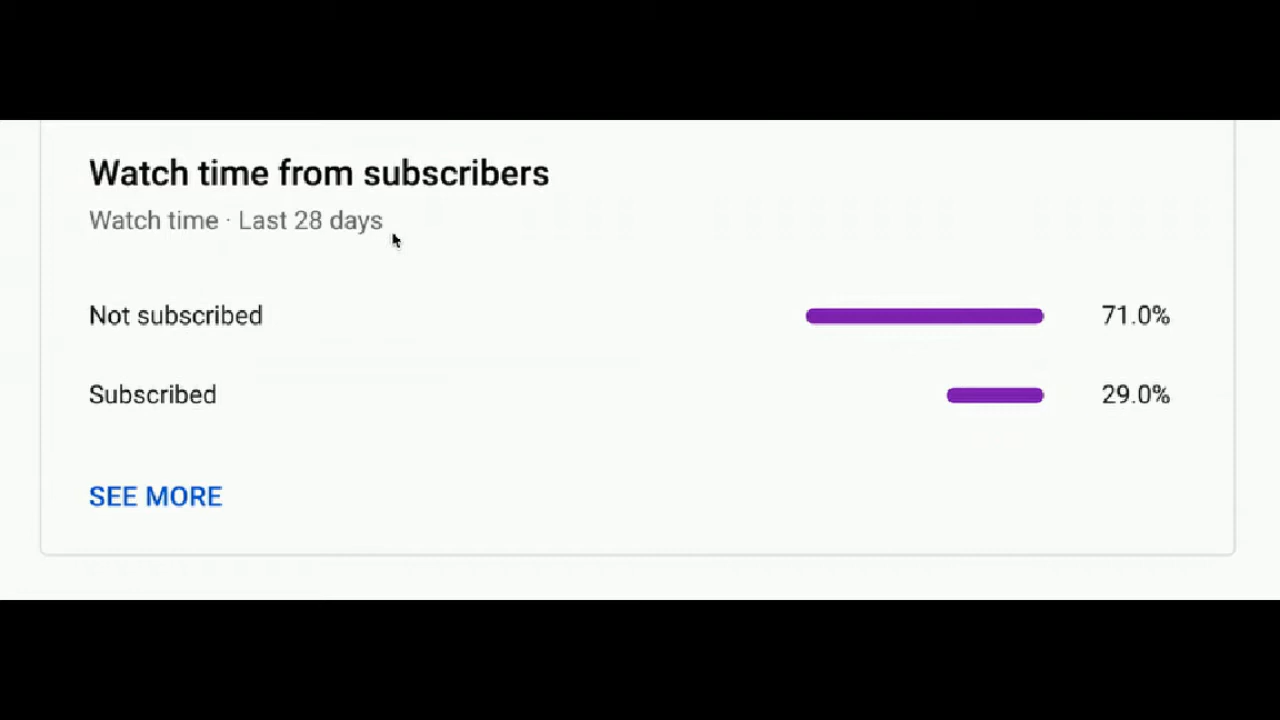 Watch time from subscribers
Watch time · Last 28 days
Not subscribed 71.0%
Subscribed 29.0%
SEE MORE